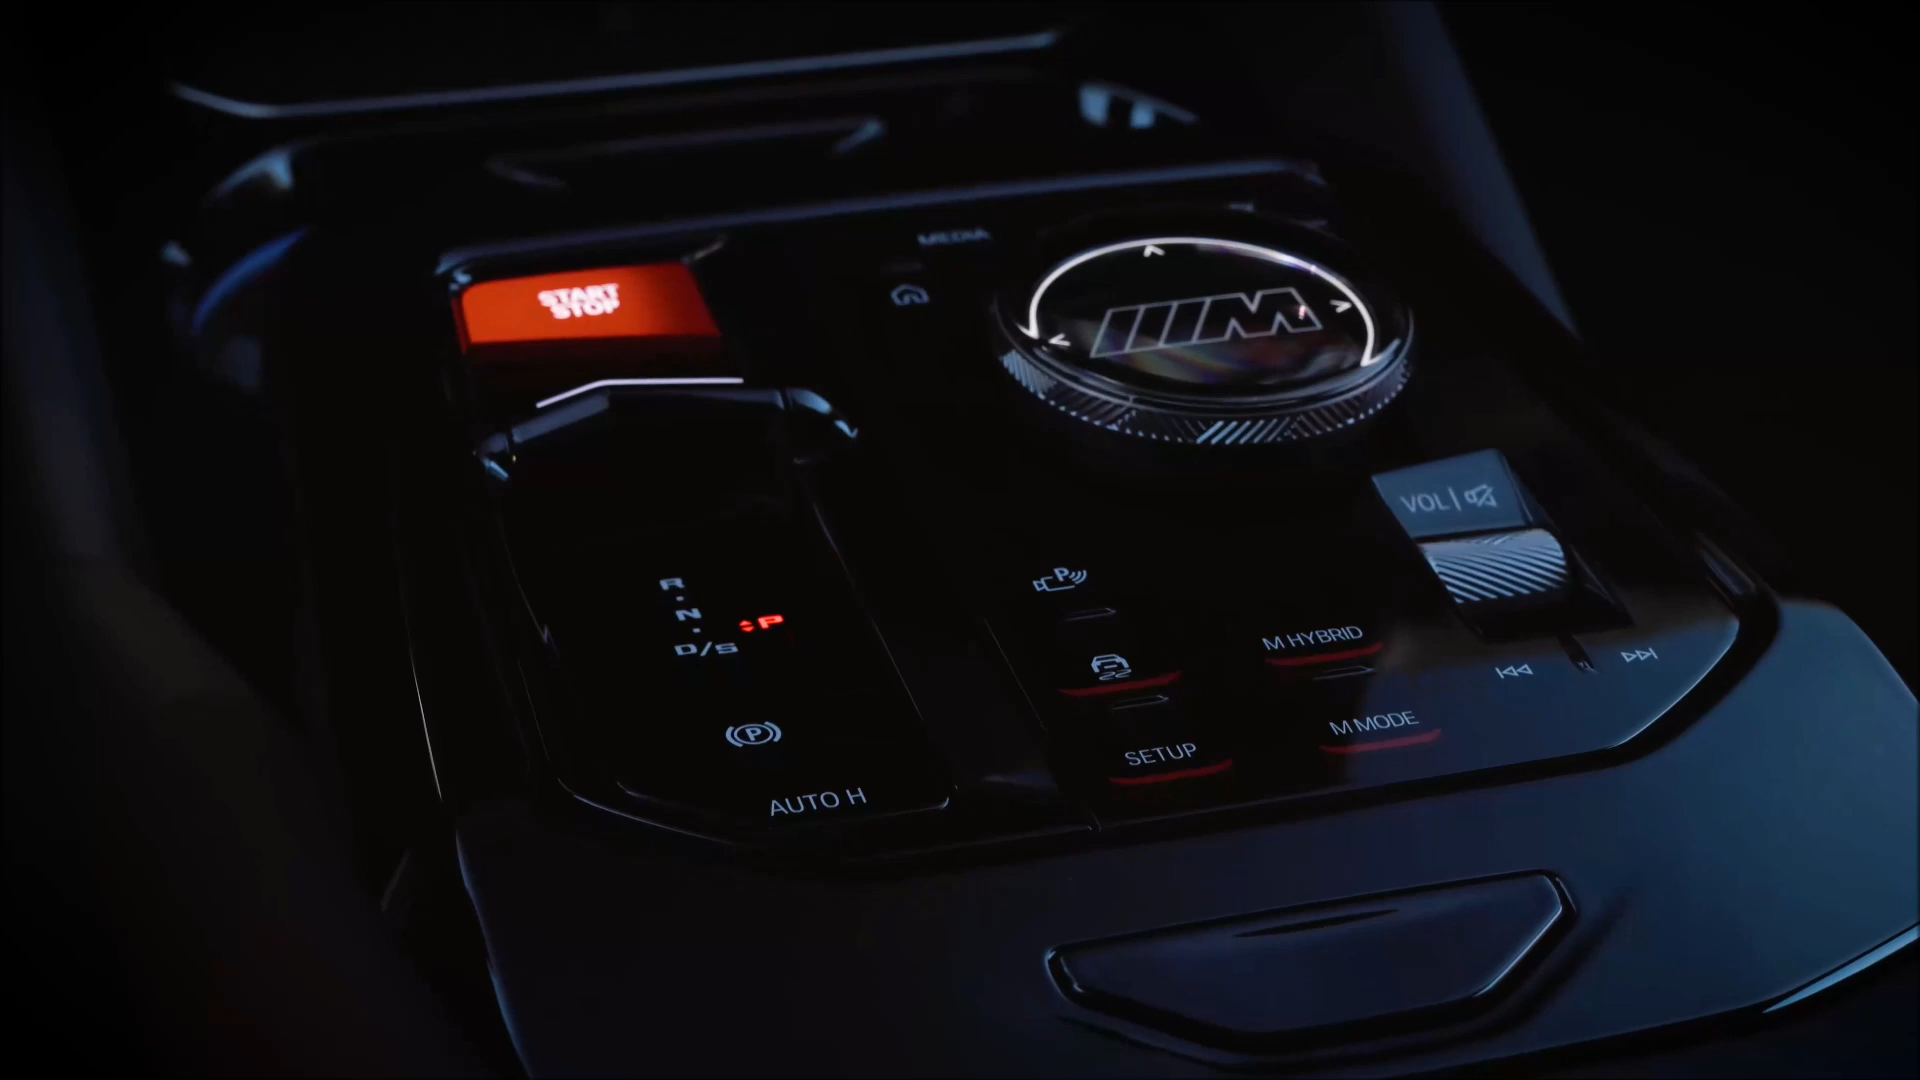 MEDIA
START
STOP
M
VOL
R
N
D/S
P
P
M HYBRID
P
AUTO H
SETUP
M MODE